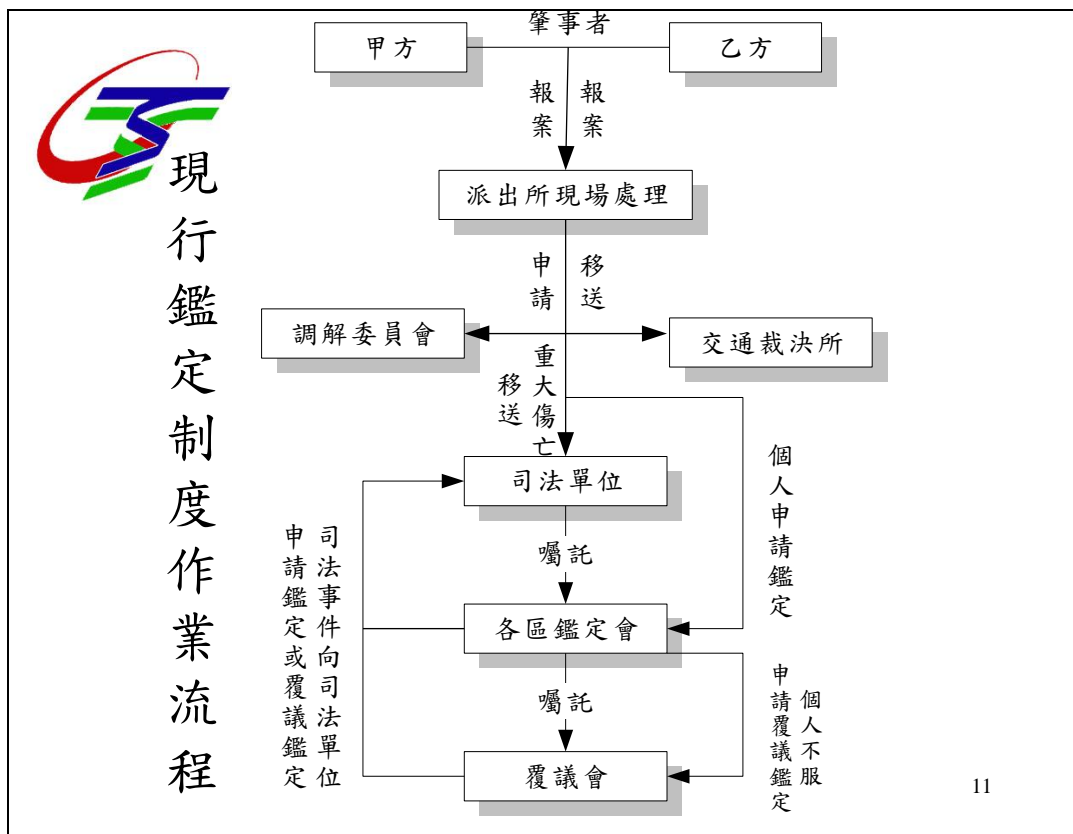 現行鑑定制度作業流程
肇事者
甲方
乙方
報案
報案
派出所現場處理
申請
移送
調解委員會
交通裁決所
重大傷亡
移送
司法單位
個人申請鑑定
囑託
司法事件向司法單位
申請鑑定或覆議鑑定
各區鑑定會
囑託
個人不服
申請覆議鑑定
覆議會
11